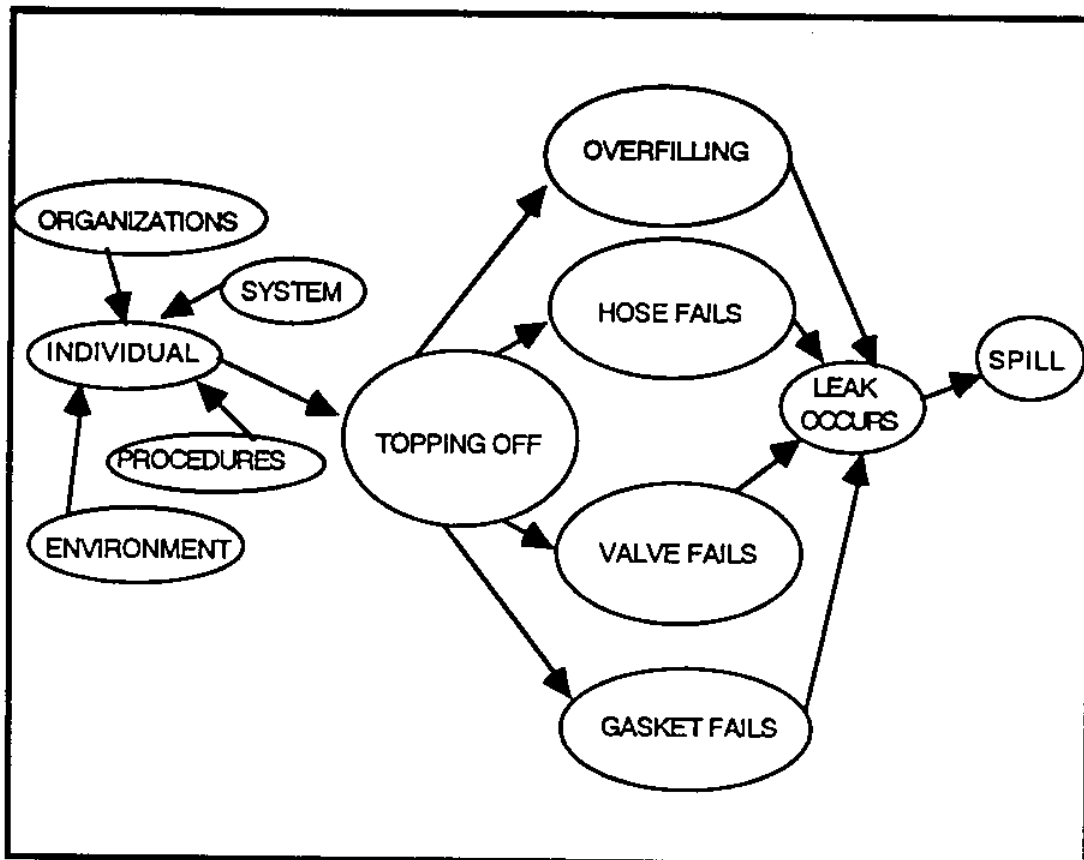 OVERFILLING
ORGANIZATIONS
SYSTEM
HOSE FAILS
INDIVIDUAL
SPILL
LEAK
OCCURS
TOPPING OFF
PROCEDURES
ENVIRONMENT
VALVE FAILS
GASKET FAILS